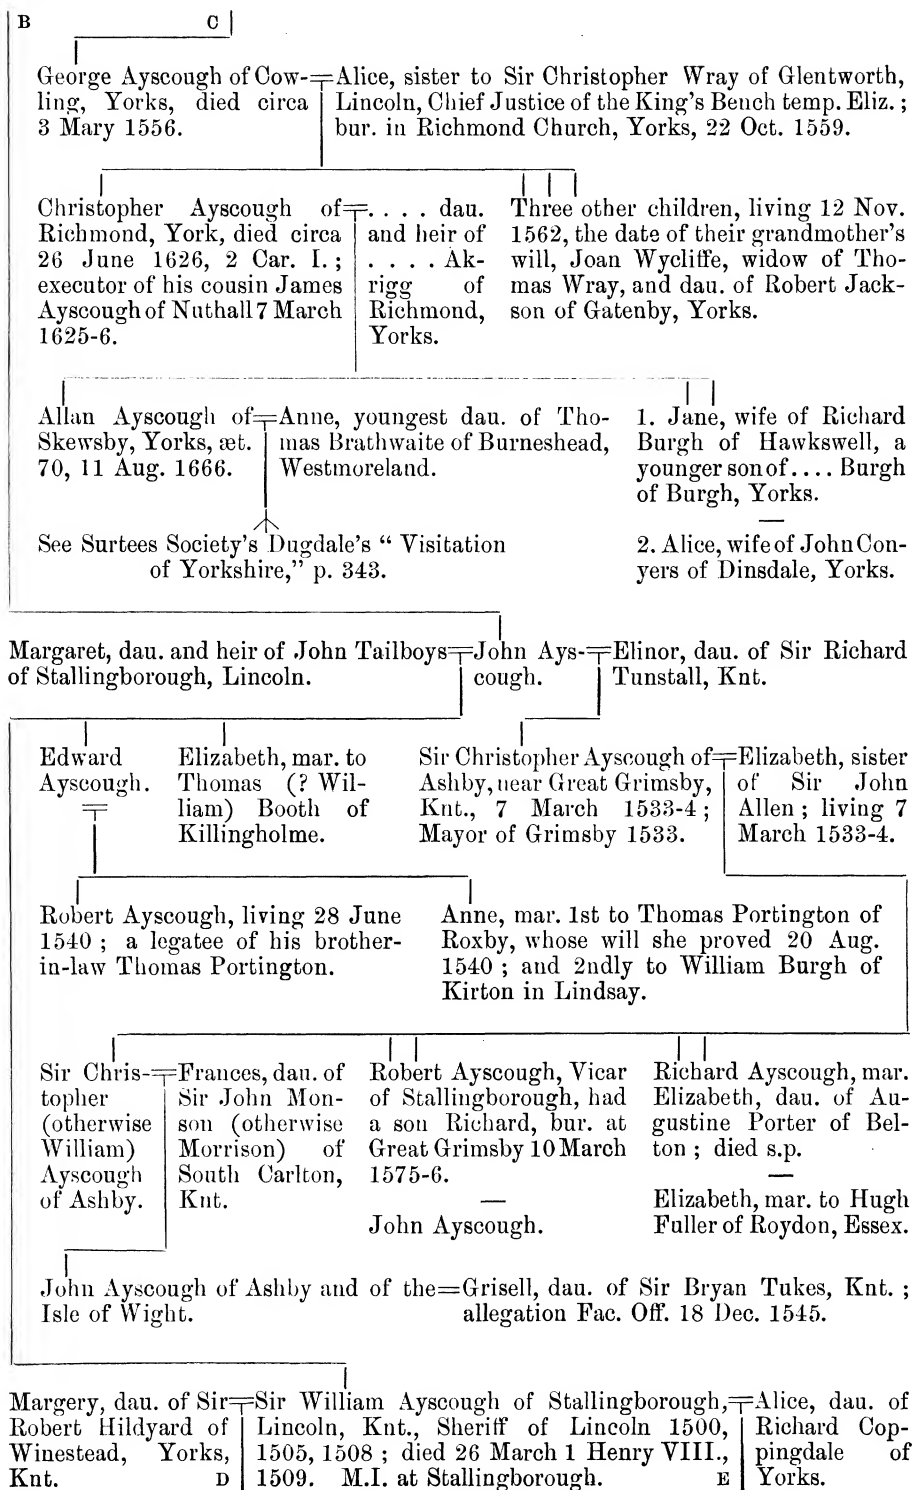 B C
George Ayscough of Cow-=Alice, sister to Sir Christopher Wray of Glentworth,
ling, Yorks, died circa Lincoln, Chief Justice of the King's Bench temp. Eliz. ;
3 Mary 1556. bur. in Richmond Church, Yorks, 22 Oct. 1559.
Christopher Ayscough of=. . . . dau.
Richmond, York, died circa and heir of
26 June 1626, 2 Car. I. ; . . . . Ak-
executor of his cousin James rigg of
Ayscough of Nuthall 7 March Richmond,
1625-6. Yorks.
Three other children, living 12 Nov.
1562, the date of their grandmother's
will, Joan Wycliffe, widow of Tho-
mas Wray, and dau. of Robert Jack-
son of Gatenby, Yorks.
Allan Ayscough of=Anne, youngest dau. of Tho-
Skewsby, Yorks, æt. mas Brathwaite of Burneshead,
70, 11 Aug. 1666. Westmoreland.
See Surtees Society's Dugdale's “ Visitation
of Yorkshire,” p. 343.
1. Jane, wife of Richard
Burgh of Hawkswell, a
younger son of . . . . Burgh
of Burgh, Yorks.
—
2. Alice, wife of John Con-
yers of Dinsdale, Yorks.
Margaret, dau. and heir of John Tailboys=John Ays-=Elinor, dau. of Sir Richard
of Stallingborough, Lincoln. cough. Tunstall, Knt.
Edward
Ayscough.
=
Elizabeth, mar. to
Thomas (? Wil-
liam) Booth of
Killingholme.
Sir Christopher Ayscough of=Elizabeth, sister
Ashby, near Great Grimsby, of Sir John
Knt., 7 March 1533-4 ; Allen ; living 7
Mayor of Grimsby 1533. March 1533-4.
Robert Ayscough, living 28 June
1540 ; a legatee of his brother-
in-law Thomas Portington.
Anne, mar. 1st to Thomas Portington of
Roxby, whose will she proved 20 Aug.
1540 ; and 2ndly to William Burgh of
Kirton in Lindsay.
Sir Chris-=Frances, dau. of
topher Sir John Mon-
(otherwise son (otherwise
William) Morrison) of
Ayscough South Carlton,
of Ashby. Knt.
Robert Ayscough, Vicar
of Stallingborough, had
a son Richard, bur. at
Great Grimsby 10 March
1575-6.
—
John Ayscough.
Richard Ayscough, mar.
Elizabeth, dau. of Au-
gustine Porter of Bel-
ton ; died s.p.
—
Elizabeth, mar. to Hugh
Fuller of Roydon, Essex.
John Ayscough of Ashby and of the=Grisell, dau. of Sir Bryan Tukes, Knt. ;
Isle of Wight. allegation Fac. Off. 18 Dec. 1545.
Margery, dau. of Sir=Sir William Ayscough of Stallingborough,=Alice, dau. of
Robert Hildyard of Lincoln, Knt., Sheriff of Lincoln 1500, Richard Cop-
Winestead, Yorks, 1505, 1508 ; died 26 March 1 Henry VIII., pingdale of
Knt. D 1509. M.I. at Stallingborough. E Yorks.